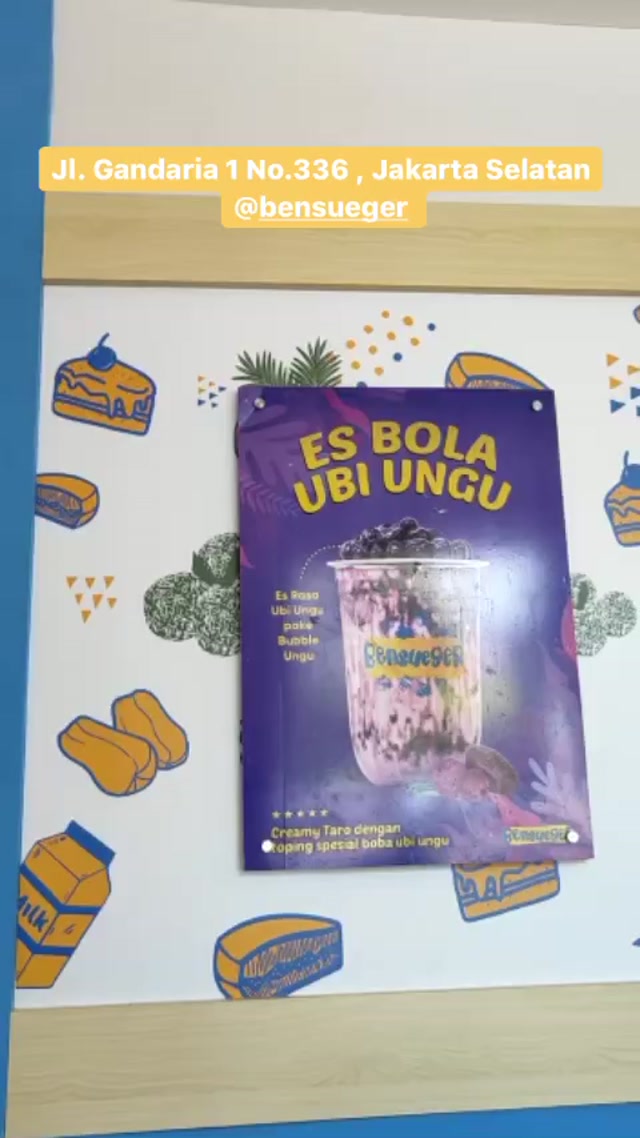 Jl. Gandaria 1 No.336 , Jakarta Selatan
@bensueger
ES BOLA
UBI UNGU
Es Rasa
Ubi Ungu
pake
Bubble
Ungu
Bensueger
Creamy Taro dengan
toping spesial boba ubi ungu
Bensueger
Milk